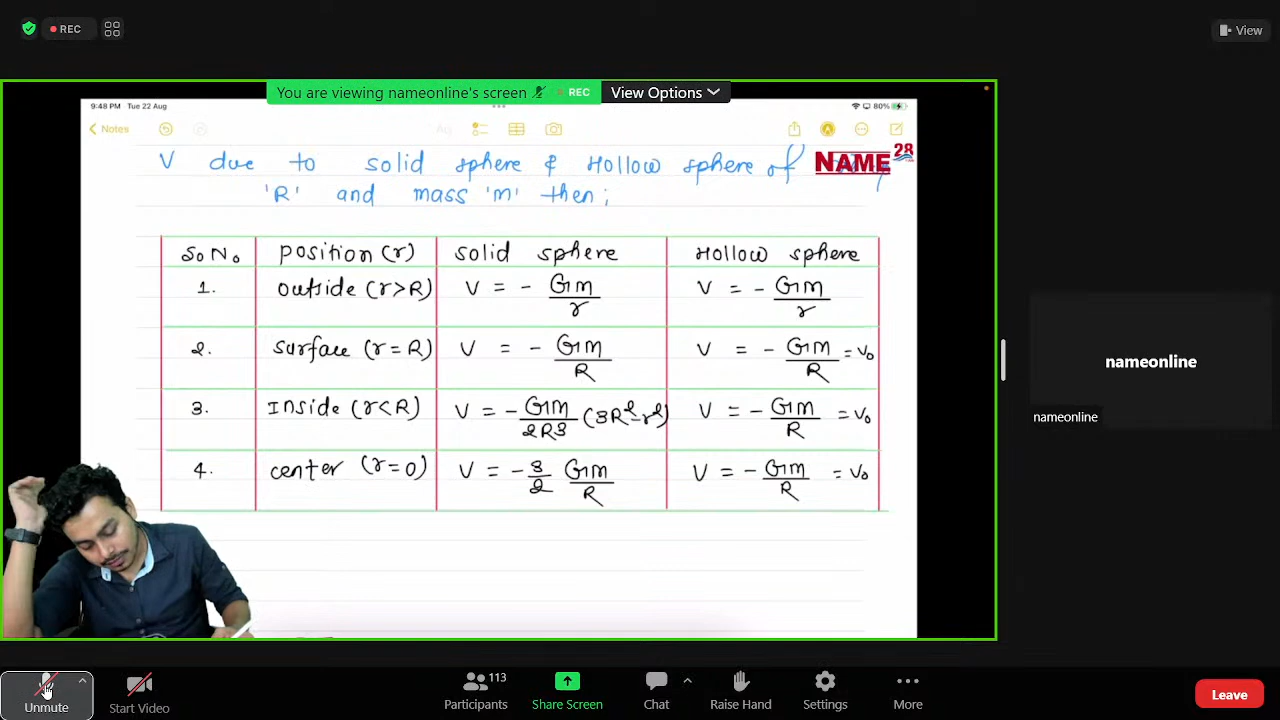 REC
View
You are viewing nameonline's screen REC View Options
9:48 PM Tue 22 Aug 80%
Notes
V due to solid sphere & Hollow sphere of
NAME 28
'R' and mass 'm' then;
So No Position (r) solid sphere Hollow sphere
1. outside (r>R) V = - Gm/r V = - Gm/r
2. surface (r=R) V = - Gm/R V = - Gm/R = V₀
3. Inside (r<R) V = - Gm/2R³ (3R²-r²) V = - Gm/R = V₀
4. center (r=0) V = - 3/2 Gm/R V = - Gm/R = V₀
nameonline
nameonline
Unmute Start Video Participants 113 Share Screen Chat Raise Hand Settings More Leave